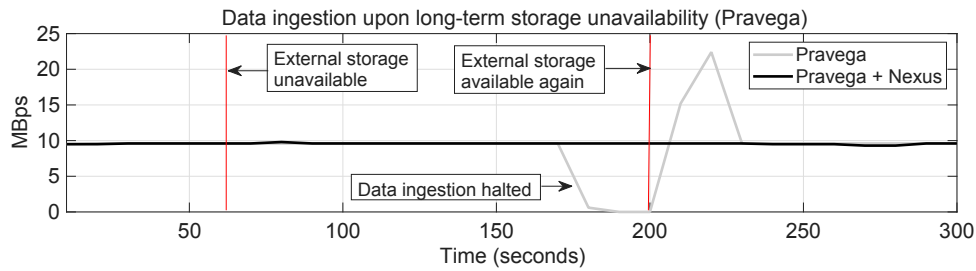 Data ingestion upon long-term storage unavailability (Pravega)
25
20
15
10
5
0
MBps
External storage
unavailable
External storage
available again
Pravega
Pravega + Nexus
Data ingestion halted
50
100
150
200
250
300
Time (seconds)